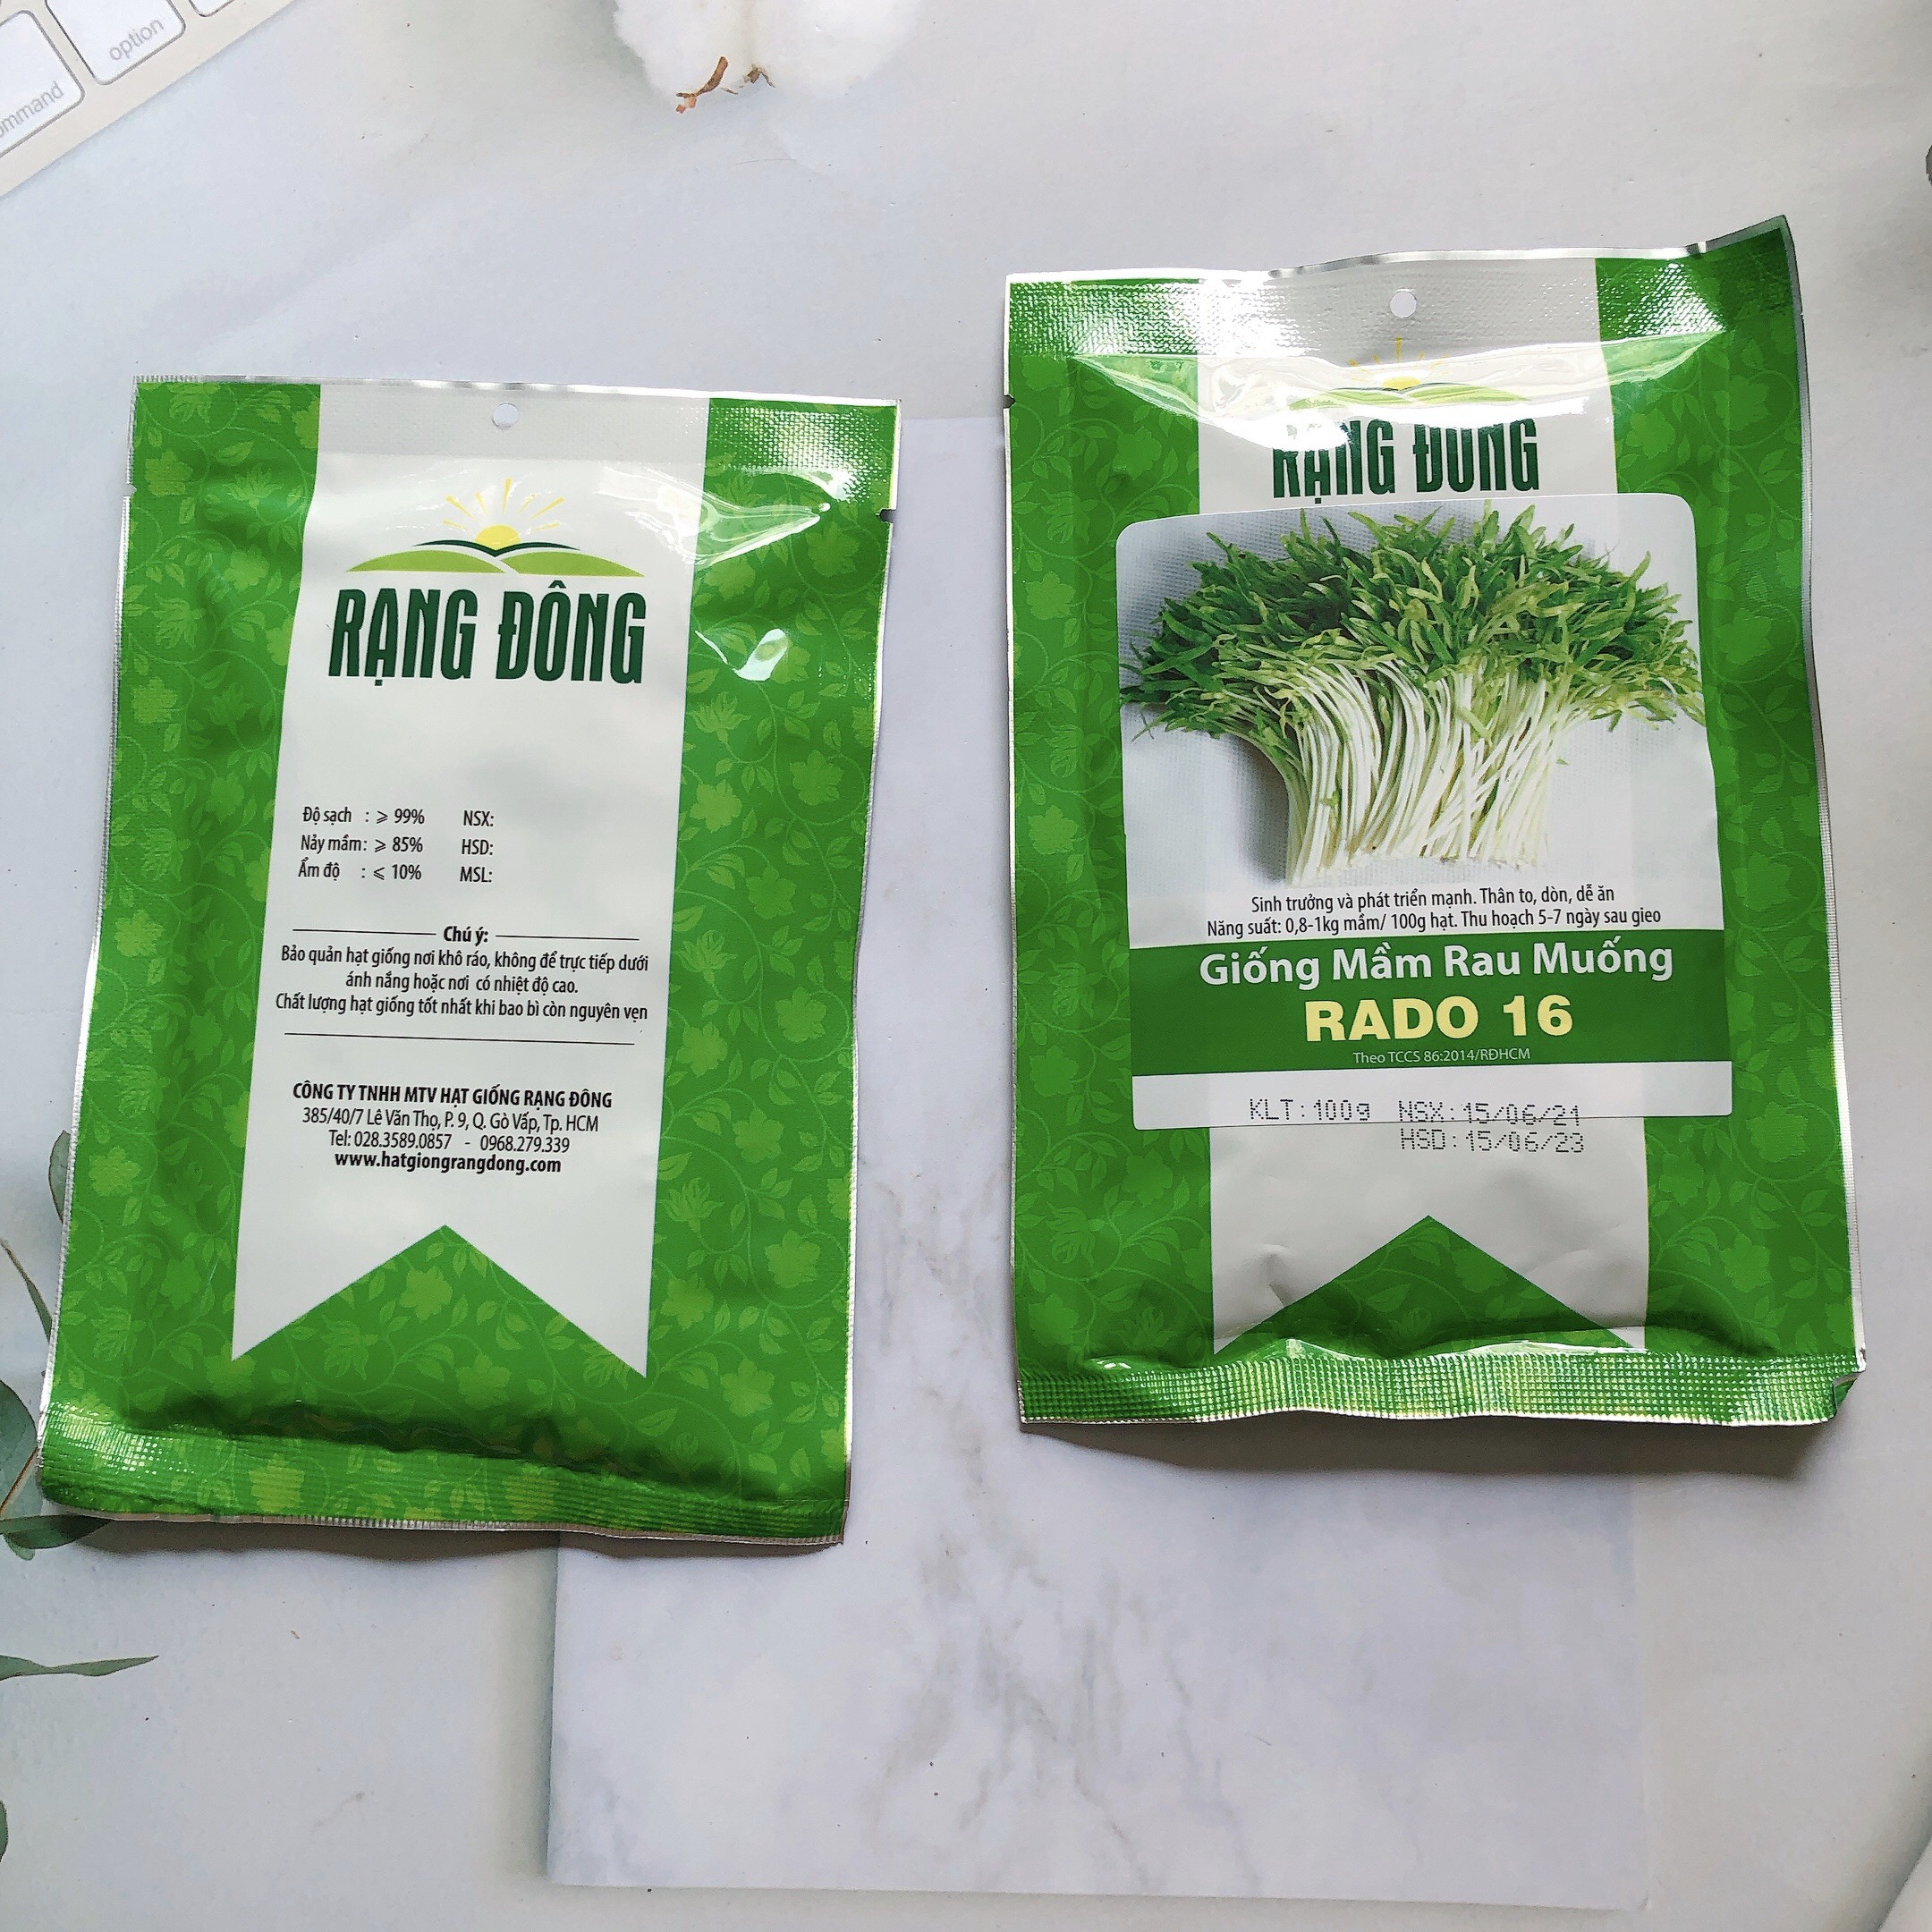 option
RẠNG ĐÔNG
Độ sạch : ⩾ 99% NSX:
Nảy mầm: ⩾ 85% HSD:
Ẩm độ : ⩽ 10% MSL:
Chú ý:
Bảo quản hạt giống nơi khô ráo, không để trực tiếp dưới
ánh nắng hoặc nơi có nhiệt độ cao.
Chất lượng hạt giống tốt nhất khi bao bì còn nguyên vẹn
CÔNG TY TNHH MTV HẠT GIỐNG RẠNG ĐÔNG
385/40/7 Lê Văn Thọ, P. 9, Q. Gò Vấp, Tp. HCM
Tel: 028.3589.0857 - 0968.279.339
www.hatgiongrangdong.com
RẠNG ĐÔNG
Sinh trưởng và phát triển mạnh. Thân to, dòn, dễ ăn
Năng suất: 0,8-1kg mầm/ 100g hạt. Thu hoạch 5-7 ngày sau gieo
Giống Mầm Rau Muống
RADO 16
Theo TCCS 86:2014/RĐHCM
KLT:100g NSX:15/06/21
HSD:15/06/23